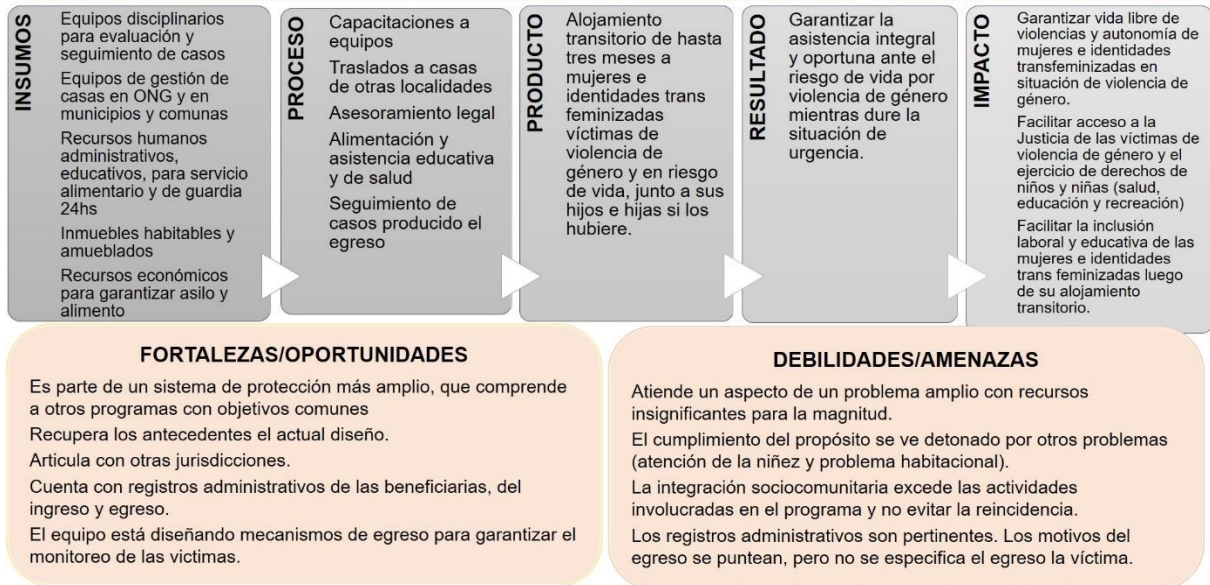 INSUMOS
Equipos disciplinarios
para evaluación y
seguimiento de casos
Equipos de gestión de
casas en ONG y en
municipios y comunas
Recursos humanos
administrativos,
educativos, para servicio
alimentario y de guardia
24hs
Inmuebles habitables y
amueblados
Recursos económicos
para garantizar asilo y
alimento
PROCESO
Capacitaciones a
equipos
Traslados a casas
de otras localidades
Asesoramiento legal
Alimentación y
asistencia educativa
y de salud
Seguimiento de
casos producido el
egreso
PRODUCTO
Alojamiento
transitorio de hasta
tres meses a
mujeres e
identidades trans
feminizadas
víctimas de
violencia de
género y en riesgo
de vida, junto a sus
hijos e hijas si los
hubiere.
RESULTADO
Garantizar la
asistencia integral
y oportuna ante el
riesgo de vida por
violencia de género
mientras dure la
situación de
urgencia.
IMPACTO
Garantizar vida libre de
violencias y autonomía de
mujeres e identidades
transfeminizadas en
situación de violencia de
género.
Facilitar acceso a la
Justicia de las víctimas de
violencia de género y el
ejercicio de derechos de
niños y niñas (salud,
educación y recreación)
Facilitar la inclusión
laboral y educativa de las
mujeres e identidades
trans feminizadas luego
de su alojamiento
transitorio.
FORTALEZAS/OPORTUNIDADES
Es parte de un sistema de protección más amplio, que comprende
a otros programas con objetivos comunes
Recupera los antecedentes el actual diseño.
Articula con otras jurisdicciones.
Cuenta con registros administrativos de las beneficiarias, del
ingreso y egreso.
El equipo está diseñando mecanismos de egreso para garantizar el
monitoreo de las victimas.
DEBILIDADES/AMENAZAS
Atiende un aspecto de un problema amplio con recursos
insignificantes para la magnitud.
El cumplimiento del propósito se ve detonado por otros problemas
(atención de la niñez y problema habitacional).
La integración sociocomunitaria excede las actividades
involucradas en el programa y no evitar la reincidencia.
Los registros administrativos son pertinentes. Los motivos del
egreso se puntean, pero no se especifica el egreso la víctima.